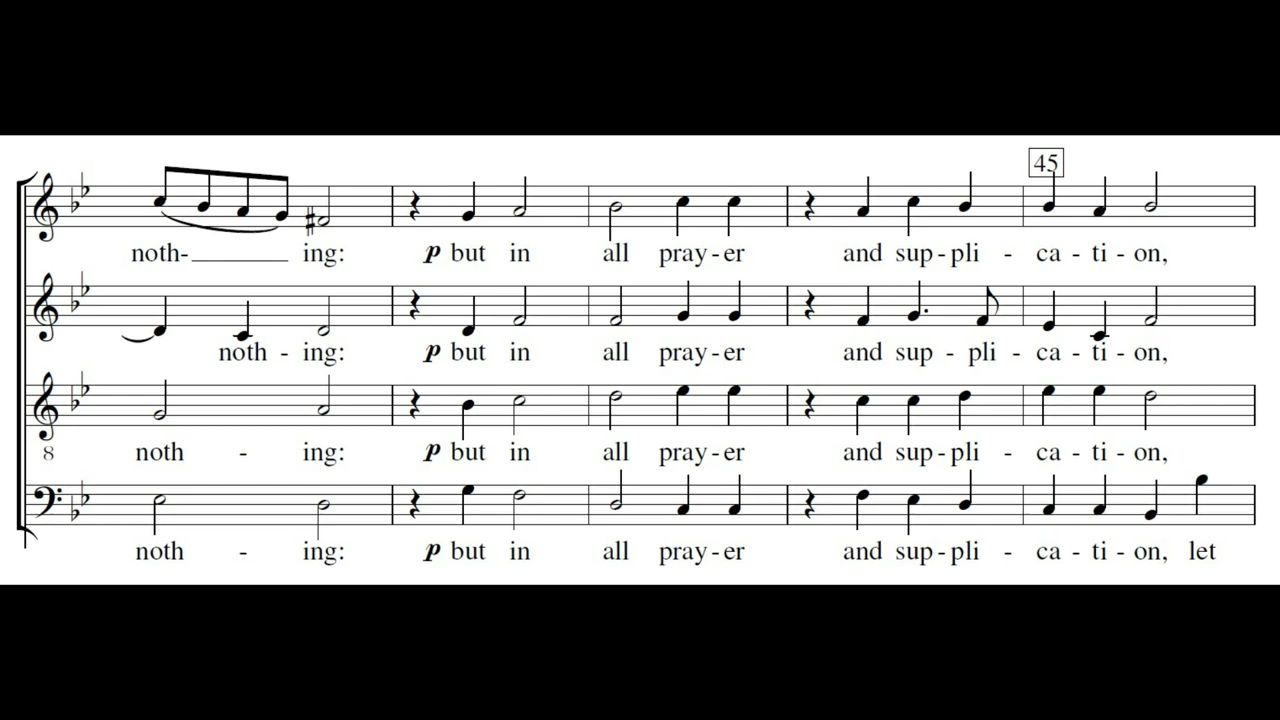 45
noth- ing: p but in all pray - er and sup - pli - ca - ti - on,
noth - ing: p but in all pray - er and sup - pli - ca - ti - on,
8
noth - ing: p but in all pray - er and sup - pli - ca - ti - on,
noth - ing: p but in all pray - er and sup - pli - ca - ti - on, let